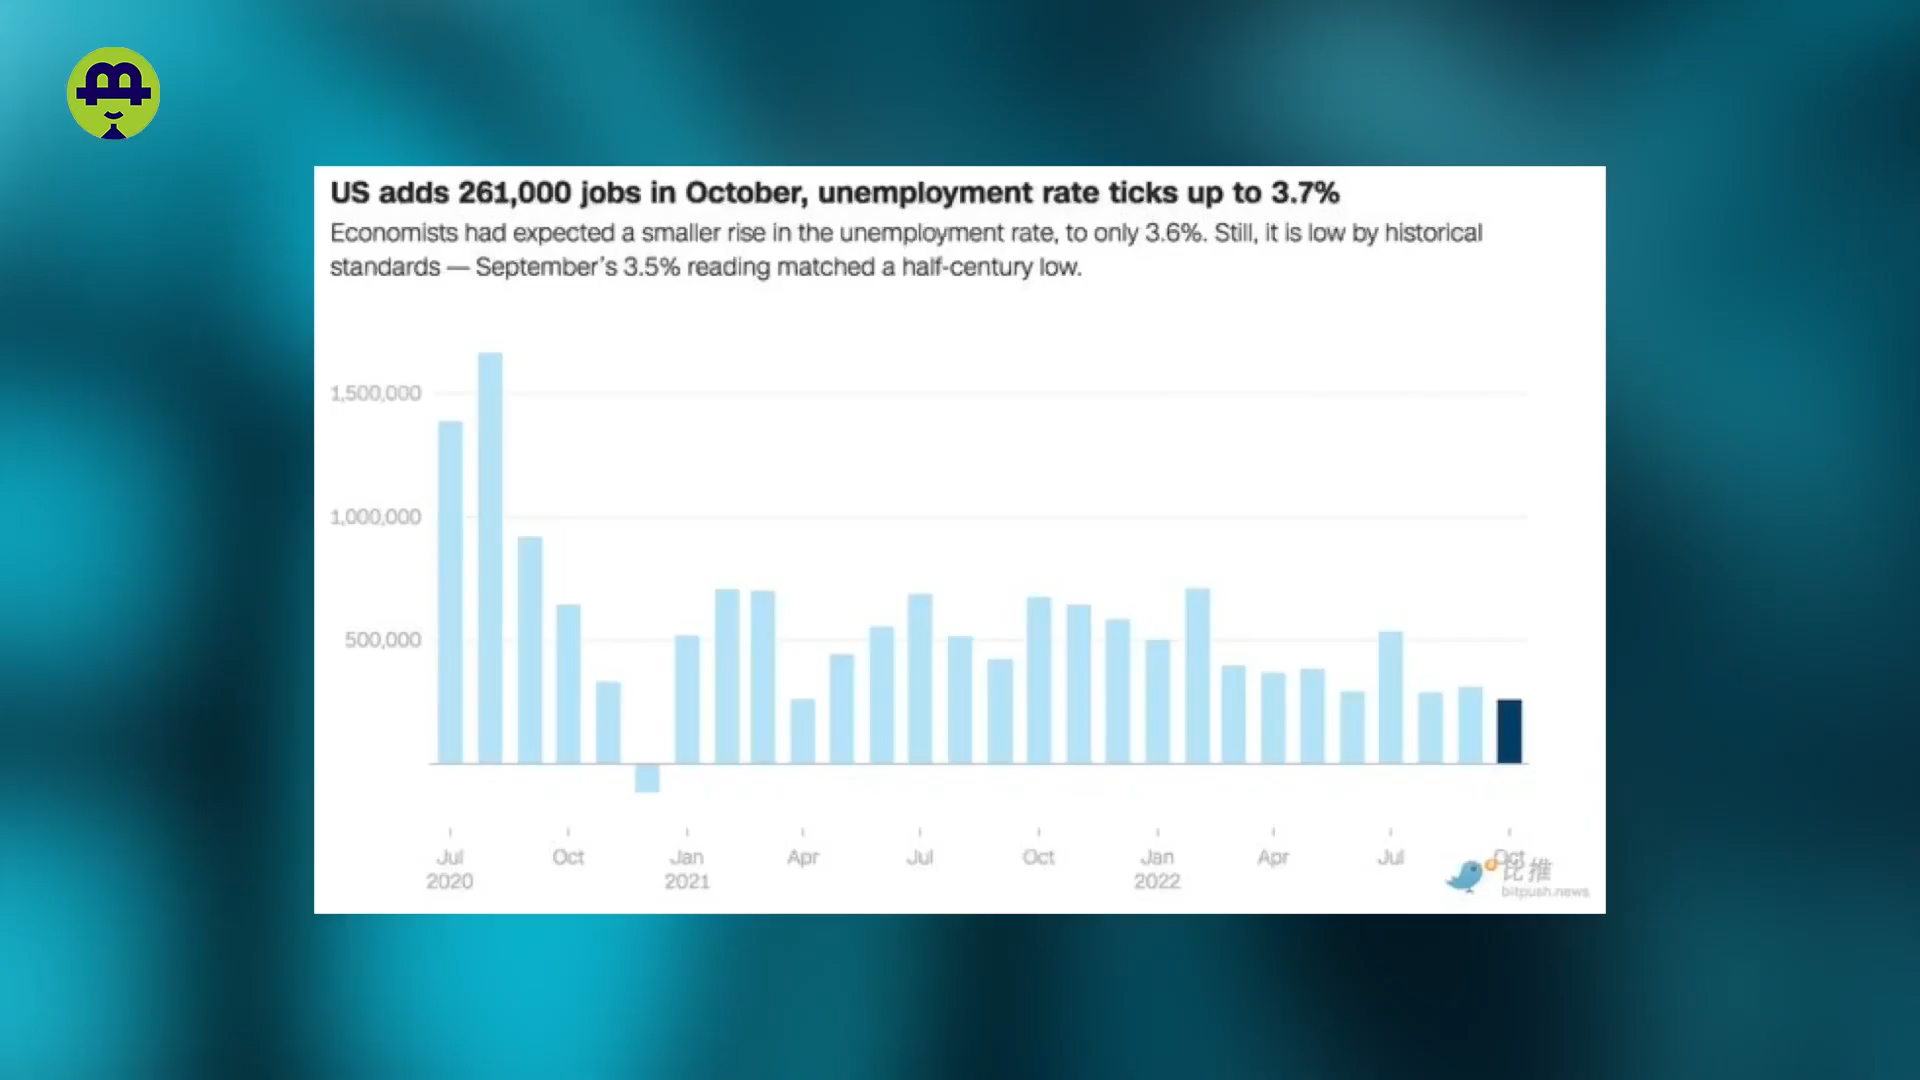 US adds 261,000 jobs in October, unemployment rate ticks up to 3.7%
Economists had expected a smaller rise in the unemployment rate, to only 3.6%. Still, it is low by historical
standards — September's 3.5% reading matched a half-century low.
1,500,000
1,000,000
500,000
Jul Oct Jan Apr Jul Oct Jan Apr Jul Oct
2020 2021 2022
比推
bitpush.news